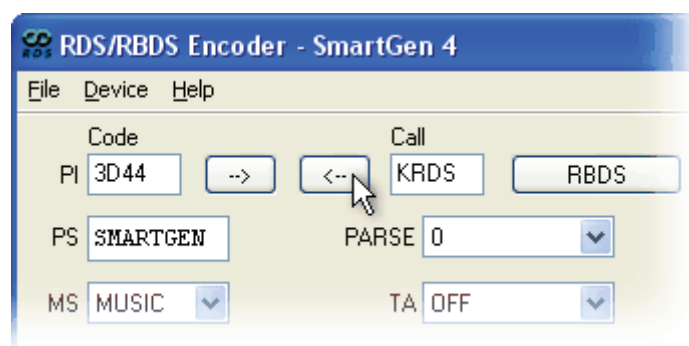 RDS RDS/RBDS Encoder - SmartGen 4
File Device Help
Code Call
PI 3D44 --> <-- KRDS RBDS
PS SMARTGEN PARSE 0
MS MUSIC TA OFF